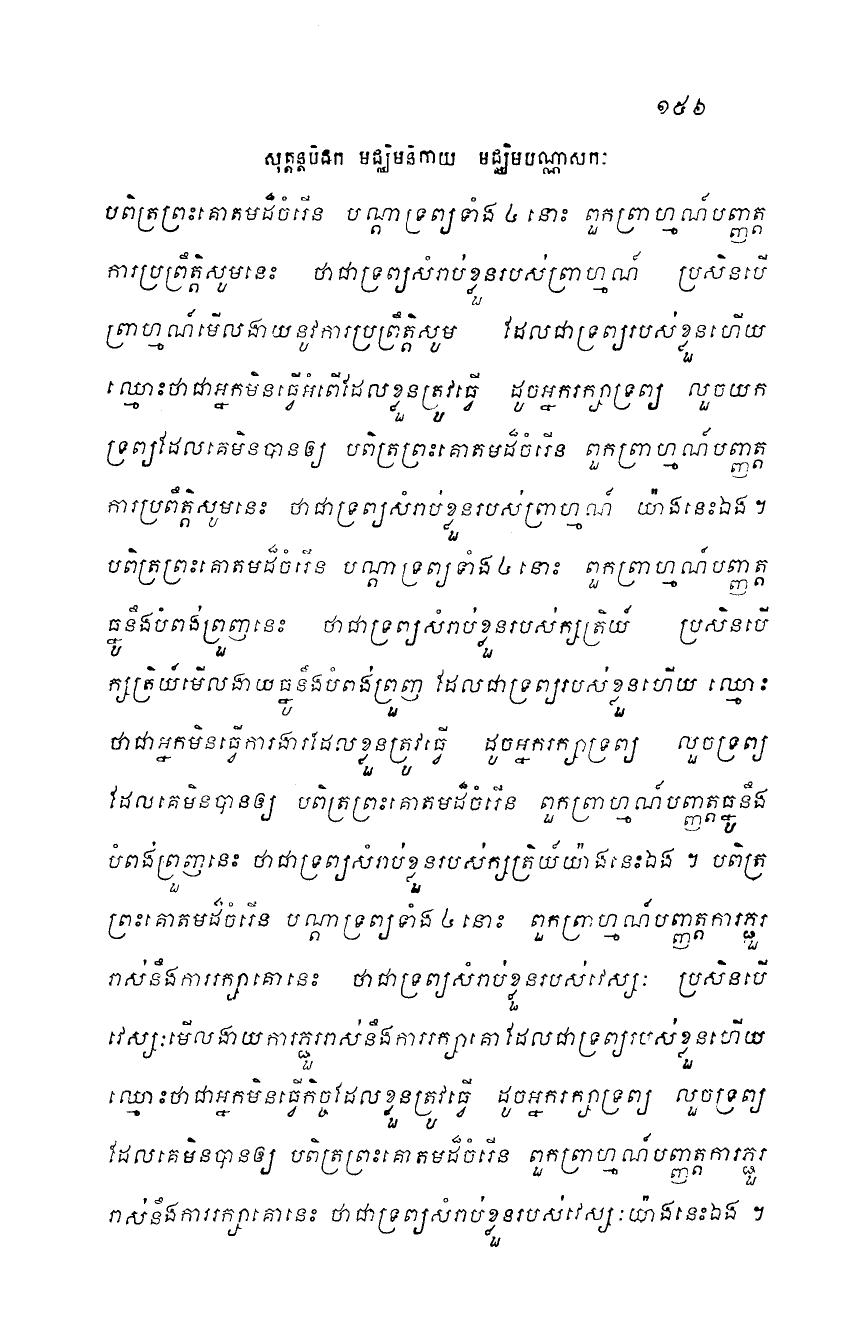 ១៥៦
សុត្តន្តបិដក មជ្ឈិមនិកាយ មជ្ឈិមបណ្ណាសកៈ
បពិត្រព្រះគោតមដ៏ចំរើន បណ្តាទ្រព្យទាំង ៤ នោះ ពួកព្រាហ្មណ៍បញ្ញត្ត
ការប្រព្រឹត្តិសូមនេះ ថាជាទ្រព្យសំរាប់ខ្លួនរបស់ព្រាហ្មណ៍ ប្រសិនបើ
ព្រាហ្មណ៍មើលងាយនូវការប្រព្រឹត្តិសូម ដែលជាទ្រព្យរបស់ខ្លួនហើយ
ឈ្មោះថាជាអ្នកមិនធ្វើអំពើដែលខ្លួនត្រូវធ្វើ ដូចអ្នករក្សាទ្រព្យ លួចយក
ទ្រព្យដែលគេមិនបានឲ្យ បពិត្រព្រះគោតមដ៏ចំរើន ពួកព្រាហ្មណ៍បញ្ញត្ត
ការប្រពឹត្តិសូមនេះ ថាជាទ្រព្យសំរាប់ខ្លួនរបស់ព្រាហ្មណ៍ យ៉ាងនេះឯង ។
បពិត្រព្រះគោតមដ៏ចំរើន បណ្តាទ្រព្យទាំង ៤ នោះ ពួកព្រាហ្មណ៍បញ្ញត្ត
ធ្នូនឹងបំពង់ព្រួញនេះ ថាជាទ្រព្យសំរាប់ខ្លួនរបស់ក្សត្រិយ៍ ប្រសិនបើ
ក្សត្រិយ៍មើលងាយធ្នូនឹងបំពង់ព្រួញ ដែលជាទ្រព្យរបស់ខ្លួនហើយ ឈ្មោះ
ថាជាអ្នកមិនធ្វើការងារដែលខ្លួនត្រូវធ្វើ ដូចអ្នករក្សាទ្រព្យ លួចទ្រព្យ
ដែលគេមិនបានឲ្យ បពិត្រព្រះគោតមដ៏ចំរើន ពួកព្រាហ្មណ៍បញ្ញត្តធ្នូនឹង
បំពង់ព្រួញនេះ ថាជាទ្រព្យសំរាប់ខ្លួនរបស់ក្សត្រិយ៍យ៉ាងនេះឯង ។ បពិត្រ
ព្រះគោតមដ៏ចំរើន បណ្តាទ្រព្យទាំង ៤ នោះ ពួកព្រាហ្មណ៍បញ្ញត្តការភ្ជួរ
រាស់នឹងការរក្សាគោនេះ ថាជាទ្រព្យសំរាប់ខ្លួនរបស់វេស្សៈ ប្រសិនបើ
វេស្សៈមើលងាយការភ្ជួររាស់នឹងការរក្សាគោ ដែលជាទ្រព្យរបស់ខ្លួនហើយ
ឈ្មោះថាជាអ្នកមិនធ្វើកិច្ចដែលខ្លួនត្រូវធ្វើ ដូចអ្នករក្សាទ្រព្យ លួចទ្រព្យ
ដែលគេមិនបានឲ្យ បពិត្រព្រះគោតមដ៏ចំរើន ពួកព្រាហ្មណ៍បញ្ញត្តការភ្ជួរ
រាស់នឹងការរក្សាគោនេះ ថាជាទ្រព្យសំរាប់ខ្លួនរបស់វេស្សៈយ៉ាងនេះឯង ។